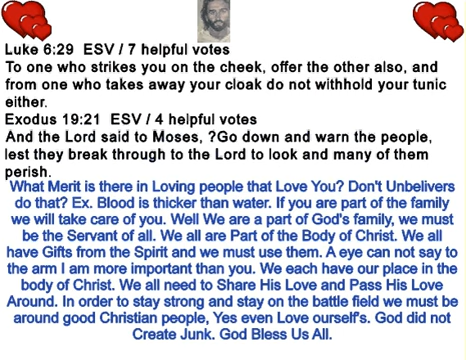 Luke 6:29 ESV / 7 helpful votes
To one who strikes you on the cheek, offer the other also, and
from one who takes away your cloak do not withhold your tunic
either.
Exodus 19:21 ESV / 4 helpful votes
And the Lord said to Moses, ?Go down and warn the people,
lest they break through to the Lord to look and many of them
perish.
What Merit is there in Loving people that Love You? Don't Unbelivers
do that? Ex. Blood is thicker than water. If you are part of the family
we will take care of you. Well We are a part of God's family, we must
be the Servant of all. We all are Part of the Body of Christ. We all
have Gifts from the Spirit and we must use them. A eye can not say to
the arm I am more important than you. We each have our place in the
body of Christ. We all need to Share His Love and Pass His Love
Around. In order to stay strong and stay on the battle field we must be
around good Christian people, Yes even Love ourself's. God did not
Create Junk. God Bless Us All.